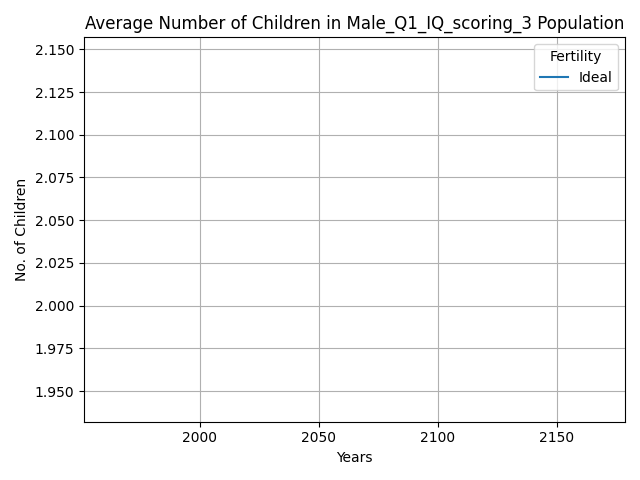 Average Number of Children in Male_Q1_IQ_scoring_3 Population
Fertility
Ideal
No. of Children
2.150
2.125
2.100
2.075
2.050
2.025
2.000
1.975
1.950
2000 2050 2100 2150
Years